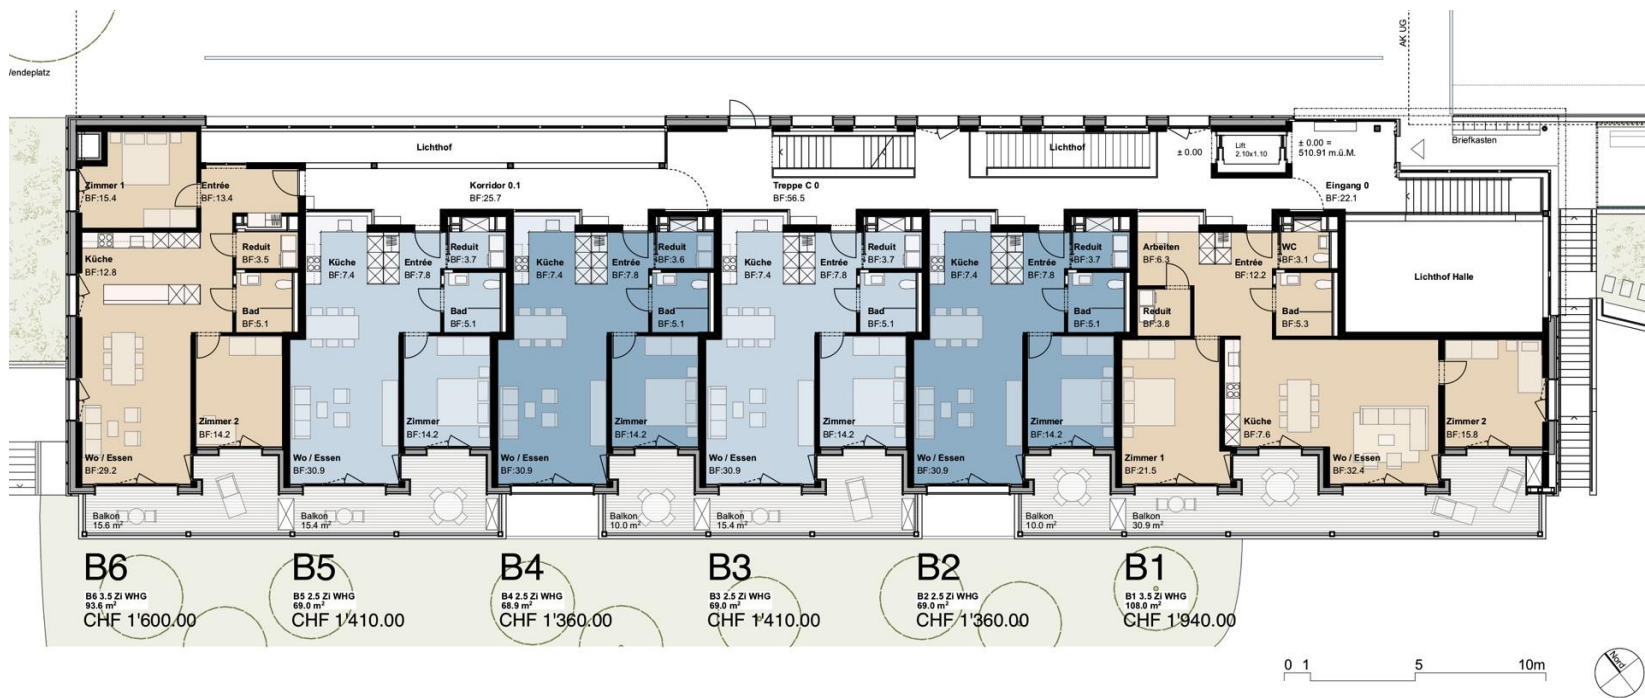 Wendeplatz
AK UG
Lichthof
Lichthof
± 0.00
Lift
2.10x1.10
± 0.00 =
510.91 m.ü.M.
Briefkasten
Zimmer 1
BF:15.4
Entrée
BF:13.4
Korridor 0.1
BF:25.7
Treppe C 0
BF:56.5
Eingang 0
BF:22.1
Küche
BF:12.8
Reduit
BF:3.5
Bad
BF:5.1
Zimmer 2
BF:14.2
Wo / Essen
BF:29.2
Balkon
15.6 m²
Küche
BF:7.4
Entrée
BF:7.8
Reduit
BF:3.7
Bad
BF:5.1
Zimmer
BF:14.2
Wo / Essen
BF:30.9
Balkon
15.4 m²
Küche
BF:7.4
Entrée
BF:7.8
Reduit
BF:3.6
Bad
BF:5.1
Zimmer
BF:14.2
Wo / Essen
BF:30.9
Balkon
10.0 m²
Küche
BF:7.4
Entrée
BF:7.8
Reduit
BF:3.7
Bad
BF:5.1
Zimmer
BF:14.2
Wo / Essen
BF:30.9
Balkon
15.4 m²
Küche
BF:7.4
Entrée
BF:7.8
Reduit
BF:3.7
Bad
BF:5.1
Zimmer
BF:14.2
Wo / Essen
BF:30.9
Balkon
10.0 m²
Arbeiten
BF:6.3
Entrée
BF:12.2
WC
BF:3.1
Reduit
BF:3.8
Bad
BF:5.3
Lichthof Halle
Zimmer 1
BF:21.5
Küche
BF:7.6
Wo / Essen
BF:32.4
Zimmer 2
BF:15.8
Balkon
30.9 m²
B6
B6 3.5 Zi WHG
93.6 m²
CHF 1'600.00
B5
B5 2.5 Zi WHG
69.0 m²
CHF 1'410.00
B4
B4 2.5 Zi WHG
68.9 m²
CHF 1'360.00
B3
B3 2.5 Zi WHG
69.0 m²
CHF 1'410.00
B2
B2 2.5 Zi WHG
69.0 m²
CHF 1'360.00
B1
B1 3.5 Zi WHG
108.0 m²
CHF 1'940.00
0 1 5 10m
Nord